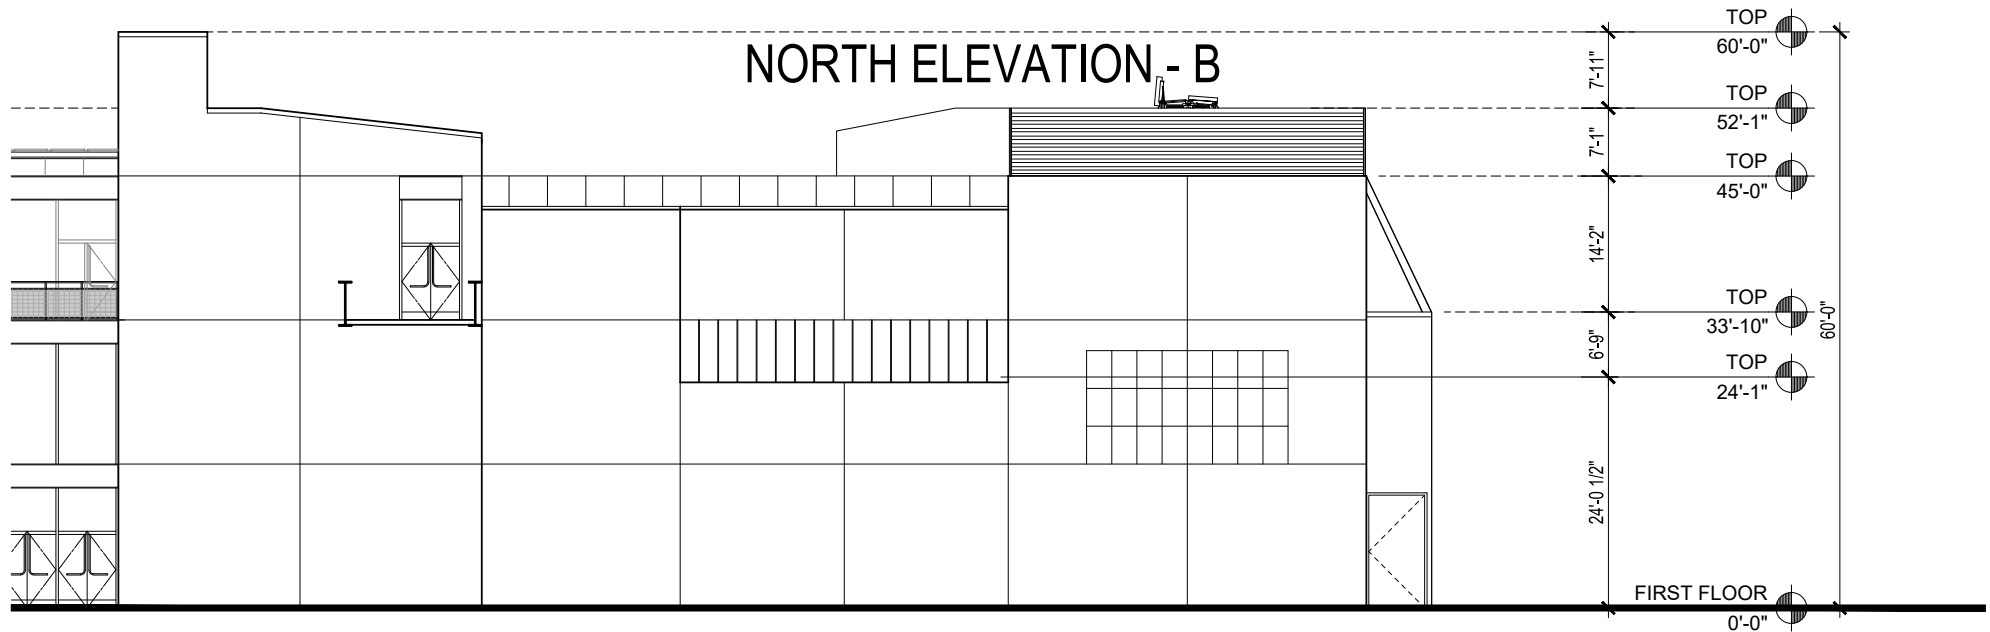 NORTH ELEVATION - B
TOP
60'-0"
7'-11"
TOP
52'-1"
7'-1"
TOP
45'-0"
14'-2"
TOP
33'-10"
60'-0"
6'-9"
TOP
24'-1"
24'-0 1/2"
FIRST FLOOR
0'-0"